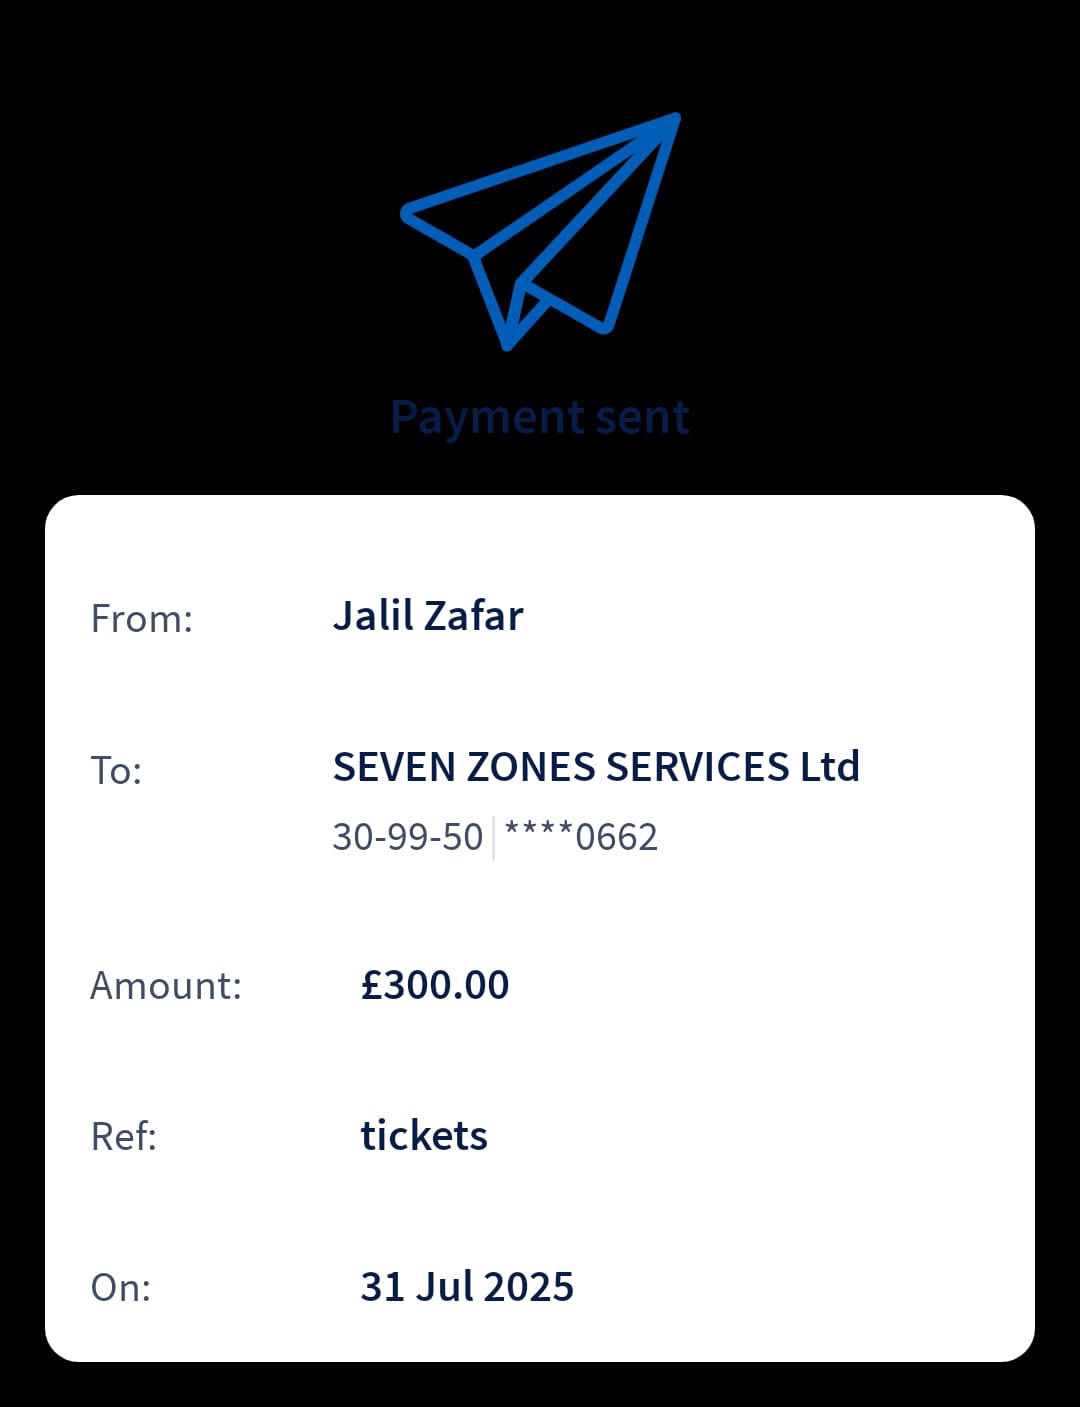 Payment sent
From: Jalil Zafar
To: SEVEN ZONES SERVICES Ltd
30-99-50 ****0662
Amount: £300.00
Ref: tickets
On: 31 Jul 2025